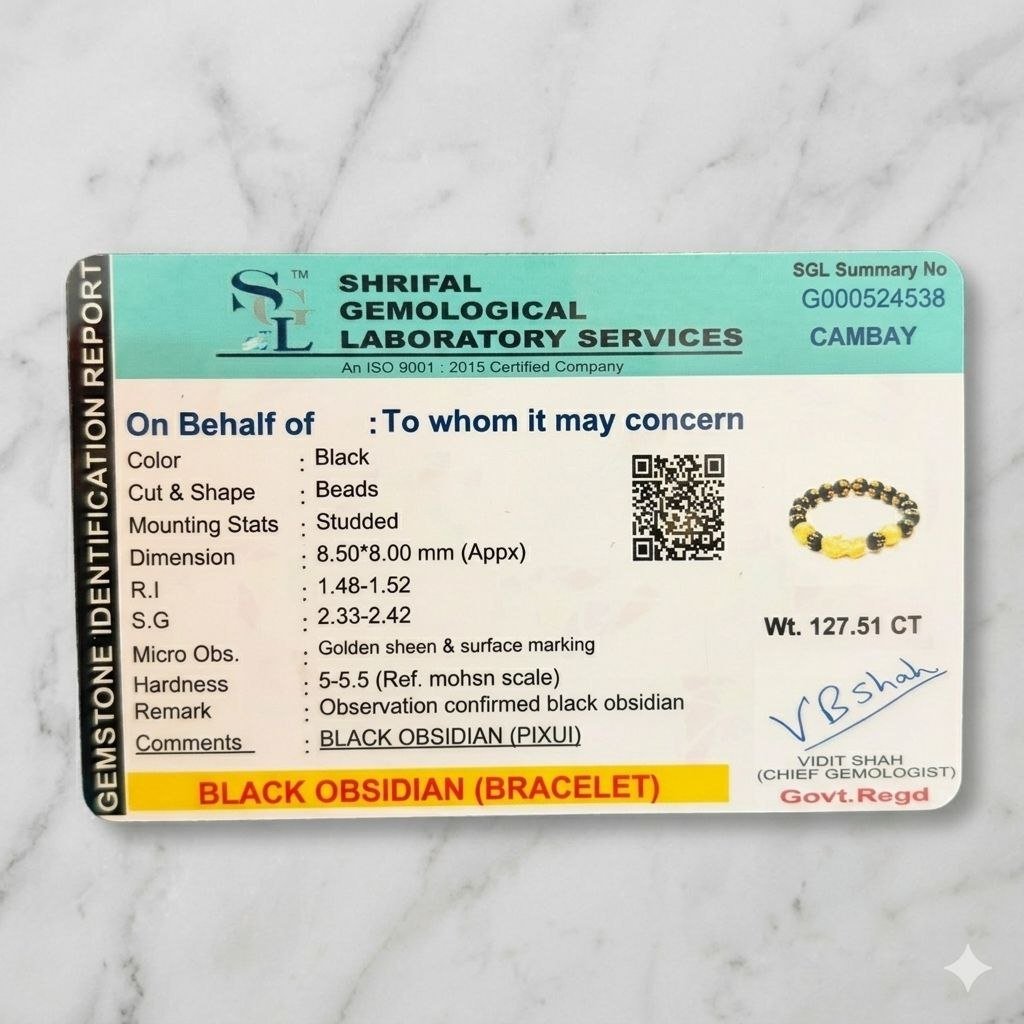 GEMSTONE IDENTIFICATION REPORT
SGL ™
SHRIFAL
GEMOLOGICAL
LABORATORY SERVICES
An ISO 9001 : 2015 Certified Company
SGL Summary No
G000524538
CAMBAY
On Behalf of : To whom it may concern
Color : Black
Cut & Shape : Beads
Mounting Stats : Studded
Dimension : 8.50*8.00 mm (Appx)
R.I : 1.48-1.52
S.G : 2.33-2.42
Micro Obs. : Golden sheen & surface marking
Hardness : 5-5.5 (Ref. mohsn scale)
Remark : Observation confirmed black obsidian
Comments : BLACK OBSIDIAN (PIXUI)
BLACK OBSIDIAN (BRACELET)
Wt. 127.51 CT
VBShah
VIDIT SHAH
(CHIEF GEMOLOGIST)
Govt.Regd